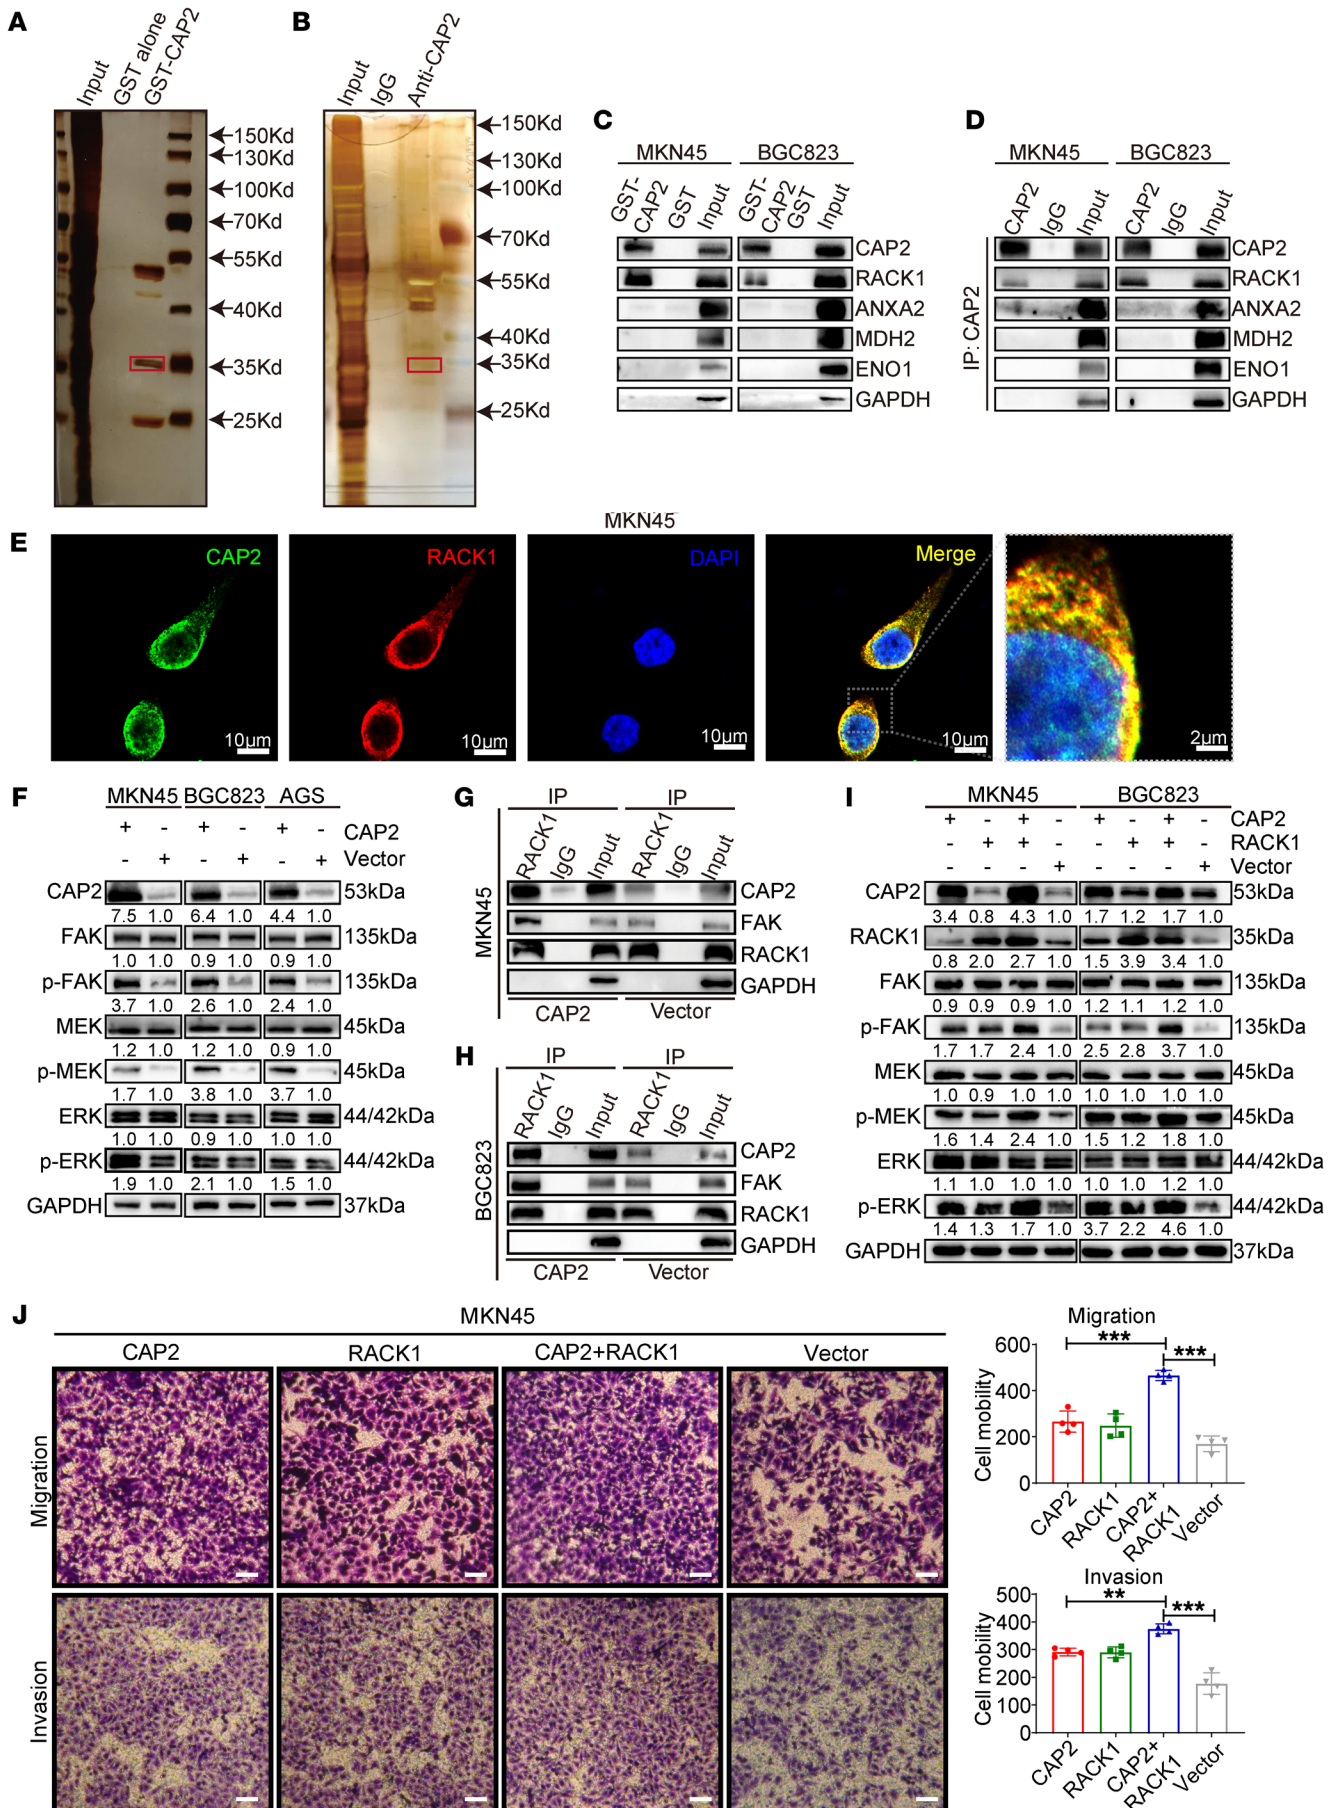 A
Input
GST alone
GST-CAP2
150Kd
130Kd
100Kd
70Kd
55Kd
40Kd
35Kd
25Kd
B
Input
IgG
Anti-CAP2
150Kd
130Kd
100Kd
70Kd
55Kd
40Kd
35Kd
25Kd
C
MKN45 BGC823
GST-CAP2 GST Input GST-CAP2 GST Input
CAP2
RACK1
ANXA2
MDH2
ENO1
GAPDH
D
MKN45 BGC823
CAP2 IgG Input CAP2 IgG Input
IP: CAP2
CAP2
RACK1
ANXA2
MDH2
ENO1
GAPDH
MKN45
E
CAP2 RACK1 DAPI Merge
10μm 10μm 10μm 10μm 2μm
F
MKN45 BGC823 AGS
+ - + - + - CAP2
- + - + - + Vector
CAP2 53kDa
7.5 1.0 6.4 1.0 4.4 1.0
FAK 135kDa
1.0 1.0 0.9 1.0 0.9 1.0
p-FAK 135kDa
3.7 1.0 2.6 1.0 2.4 1.0
MEK 45kDa
1.2 1.0 1.2 1.0 0.9 1.0
p-MEK 45kDa
1.7 1.0 3.8 1.0 3.7 1.0
ERK 44/42kDa
1.0 1.0 0.9 1.0 1.0 1.0
p-ERK 44/42kDa
1.9 1.0 2.1 1.0 1.5 1.0
GAPDH 37kDa
G
IP IP
RACK1 IgG Input RACK1 IgG Input
MKN45
CAP2
FAK
RACK1
GAPDH
CAP2 Vector
H
IP IP
RACK1 IgG Input RACK1 IgG Input
BGC823
CAP2
FAK
RACK1
GAPDH
CAP2 Vector
I
MKN45 BGC823
+ - + - + - + - CAP2
- + + - - + + - RACK1
- - - + - - - + Vector
CAP2 53kDa
3.4 0.8 4.3 1.0 1.7 1.2 1.7 1.0
RACK1 35kDa
0.8 2.0 2.7 1.0 1.5 3.9 3.4 1.0
FAK 135kDa
0.9 0.9 0.9 1.0 1.2 1.1 1.2 1.0
p-FAK 135kDa
1.7 1.7 2.4 1.0 2.5 2.8 3.7 1.0
MEK 45kDa
1.0 0.9 1.0 1.0 1.0 1.0 1.0 1.0
p-MEK 45kDa
1.6 1.4 2.4 1.0 1.5 1.2 1.8 1.0
ERK 44/42kDa
1.1 1.0 1.0 1.0 1.0 1.0 1.2 1.0
p-ERK 44/42kDa
1.4 1.3 1.7 1.0 3.7 2.2 4.6 1.0
GAPDH 37kDa
J
MKN45
CAP2 RACK1 CAP2+RACK1 Vector
Migration
Invasion
Migration
Cell mobility
600
400
200
0
***
***
CAP2
RACK1
CAP2+
RACK1
Vector
Invasion
Cell mobility
500
400
300
200
100
0
**
***
CAP2
RACK1
CAP2+
RACK1
Vector